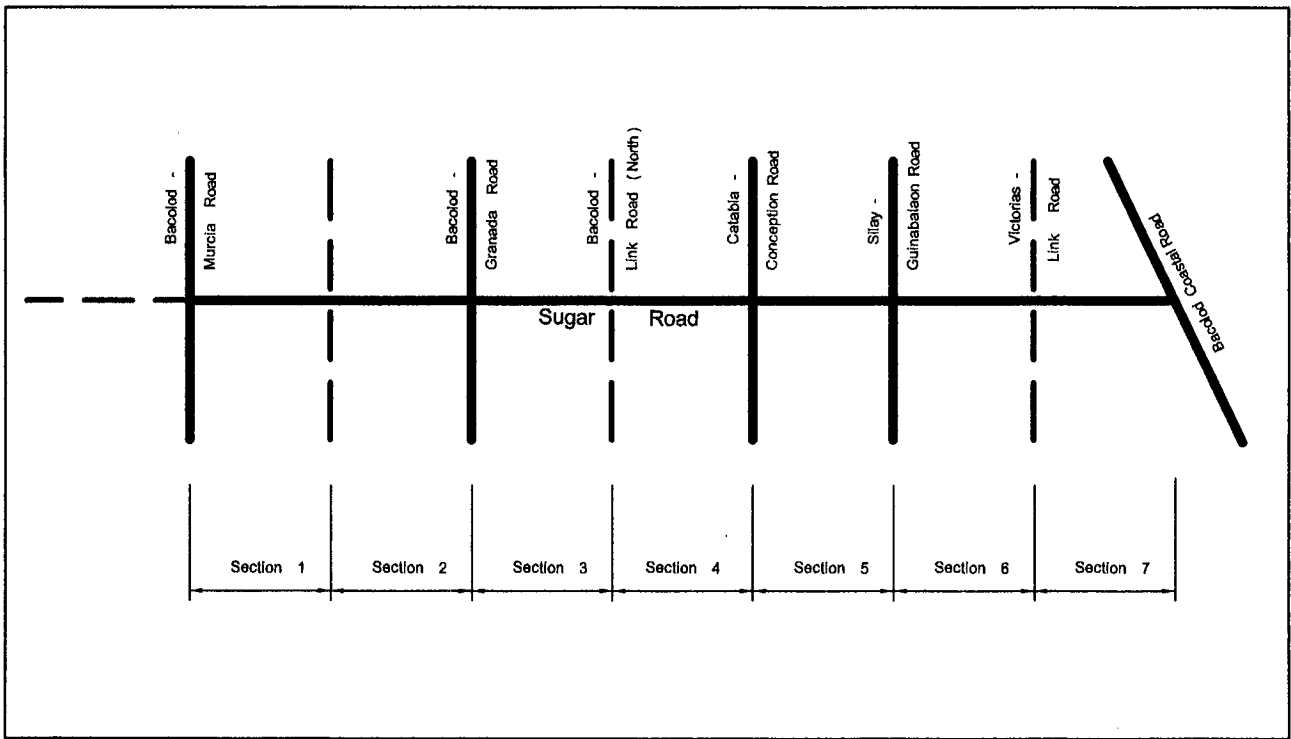 Bacolod -
Murcia Road
Bacolod -
Granada Road
Bacolod -
Link Road ( North )
Catabla -
Conception Road
Silay -
Guinabalaon Road
Victorias -
Link Road
Bacolod Coastal Road
Sugar Road
Section 1
Section 2
Section 3
Section 4
Section 5
Section 6
Section 7